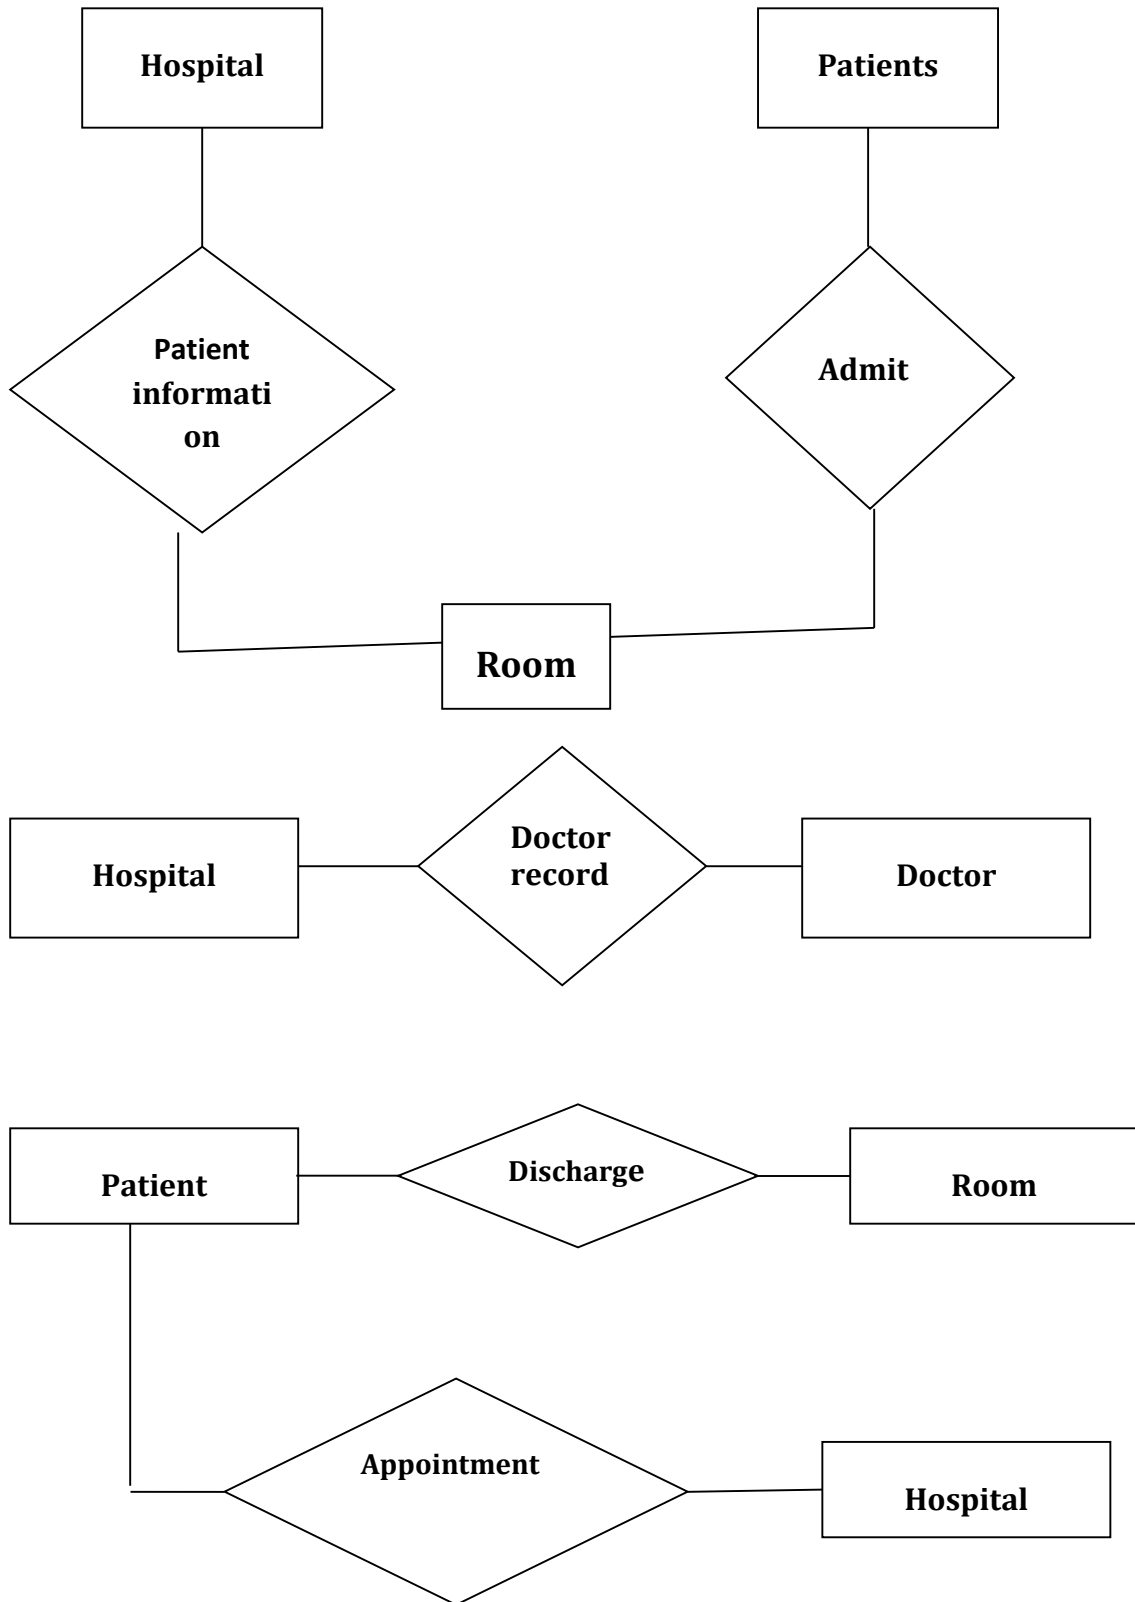 Hospital
Patients
Patient
informati
on
Admit
Room
Hospital
Doctor
record
Doctor
Patient
Discharge
Room
Appointment
Hospital